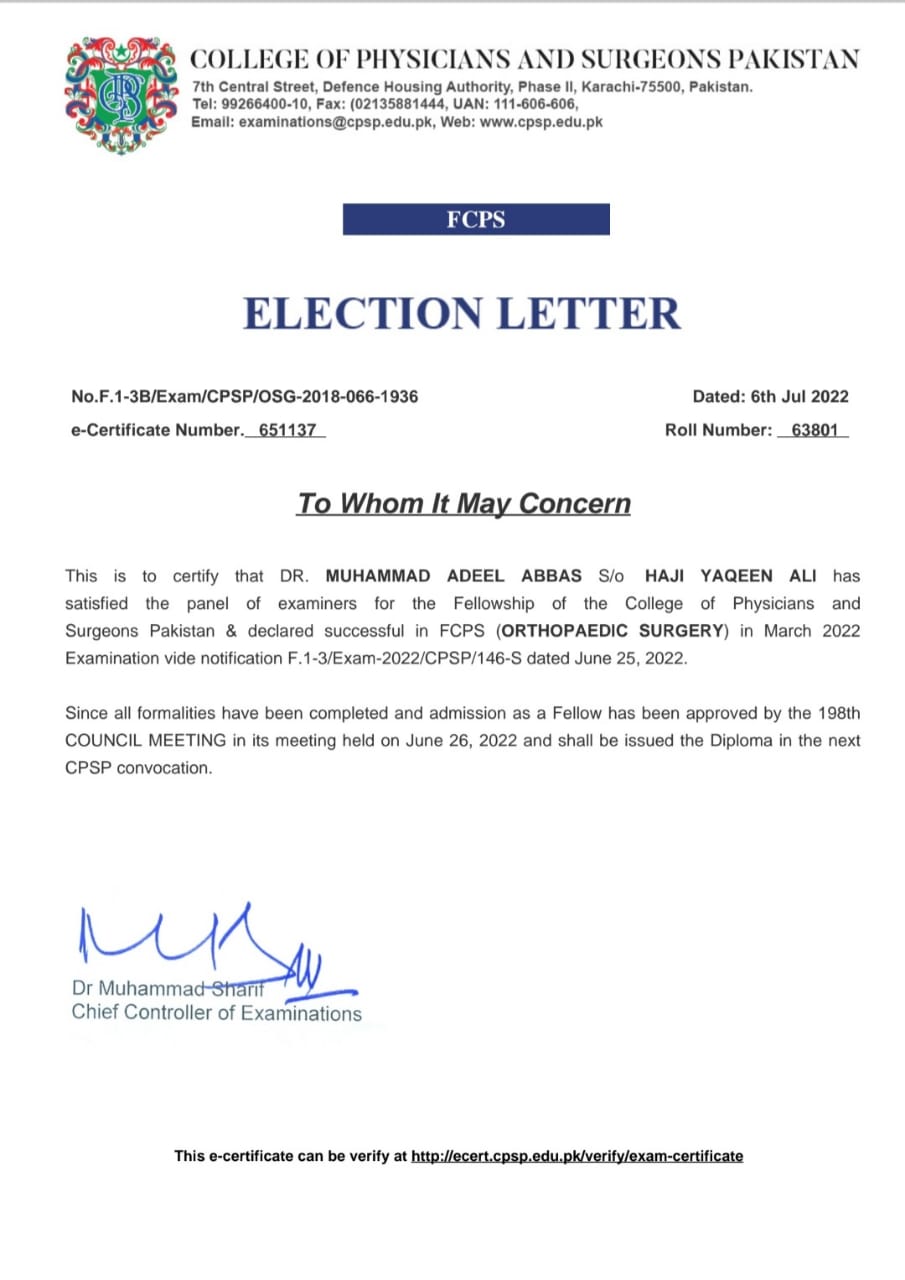 COLLEGE OF PHYSICIANS AND SURGEONS PAKISTAN
7th Central Street, Defence Housing Authority, Phase II, Karachi-75500, Pakistan.
Tel: 99266400-10, Fax: (02135881444, UAN: 111-606-606,
Email: examinations@cpsp.edu.pk, Web: www.cpsp.edu.pk
FCPS
ELECTION LETTER
No.F.1-3B/Exam/CPSP/OSG-2018-066-1936 Dated: 6th Jul 2022
e-Certificate Number. 651137 Roll Number: 63801
To Whom It May Concern
This is to certify that DR. MUHAMMAD ADEEL ABBAS S/o HAJI YAQEEN ALI has
satisfied the panel of examiners for the Fellowship of the College of Physicians and
Surgeons Pakistan & declared successful in FCPS (ORTHOPAEDIC SURGERY) in March 2022
Examination vide notification F.1-3/Exam-2022/CPSP/146-S dated June 25, 2022.
Since all formalities have been completed and admission as a Fellow has been approved by the 198th
COUNCIL MEETING in its meeting held on June 26, 2022 and shall be issued the Diploma in the next
CPSP convocation.
Dr Muhammad Sharif
Chief Controller of Examinations
This e-certificate can be verify at http://ecert.cpsp.edu.pk/verify/exam-certificate